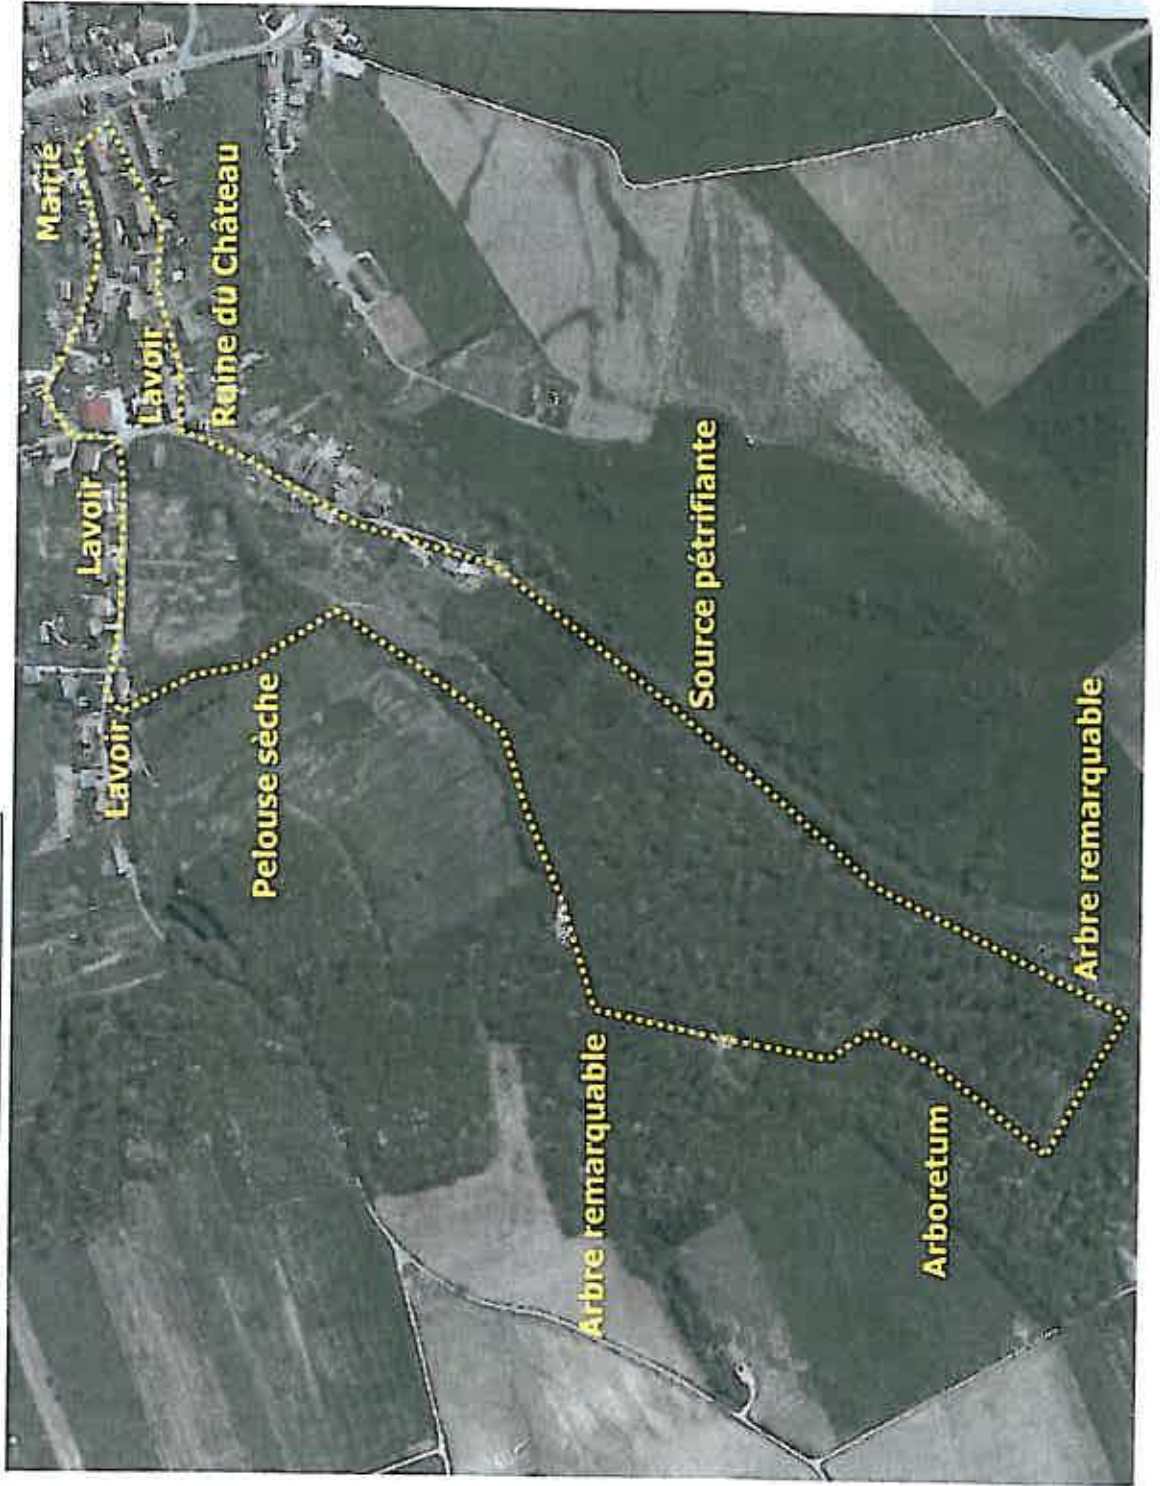 Mairie
Lavoir
Ruine du Château
Lavoir
Lavoir
Pelouse sèche
Source pétrifiante
Arbre remarquable
Arbre remarquable
Arboretum